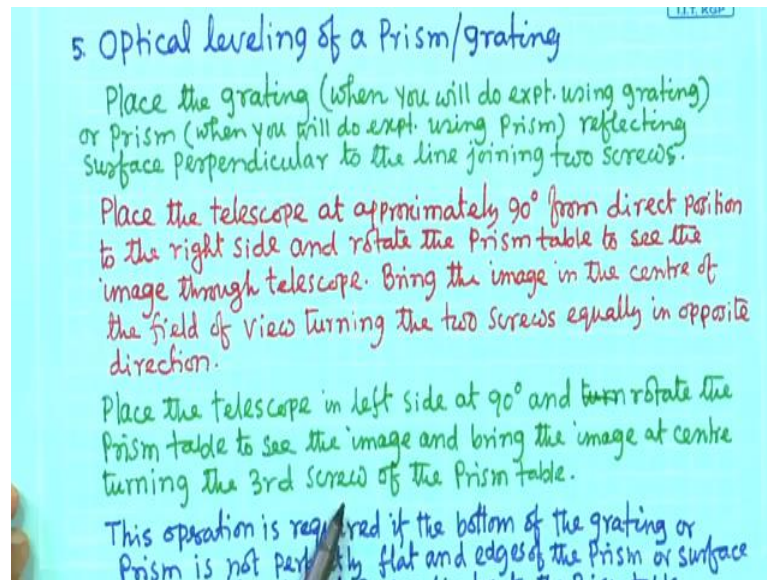 I.I.T. KGP
5. Optical leveling of a Prism/grating
Place the grating (when you will do expt. using grating)
or Prism (when you will do expt. using Prism) reflecting
surface perpendicular to the line joining two screws.
Place the telescope at approximately 90° from direct position
to the right side and rotate the Prism table to see the
image through telescope. Bring the image in the centre of
the field of view turning the two screws equally in opposite
direction.
Place the telescope in left side at 90° and turn rotate the
Prism table to see the image and bring the image at centre
turning the 3rd screw of the Prism table.
This operation is required if the bottom of the grating or
Prism is not perfectly flat and edges of the Prism or surface